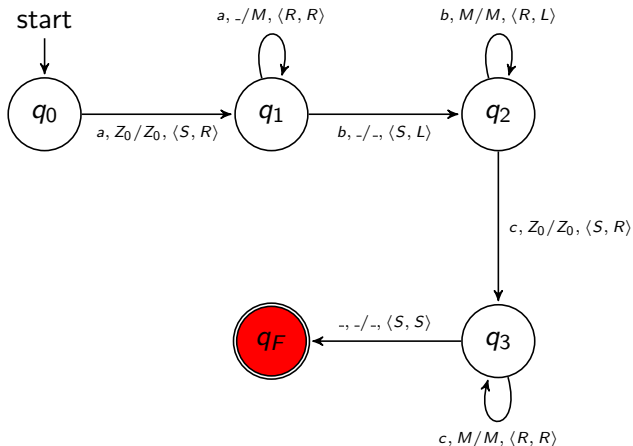 start
a, _/M, ⟨R, R⟩
b, M/M, ⟨R, L⟩
q0
q1
q2
a, Z0/Z0, ⟨S, R⟩
b, _/_, ⟨S, L⟩
c, Z0/Z0, ⟨S, R⟩
qF
_, _/_, ⟨S, S⟩
q3
c, M/M, ⟨R, R⟩